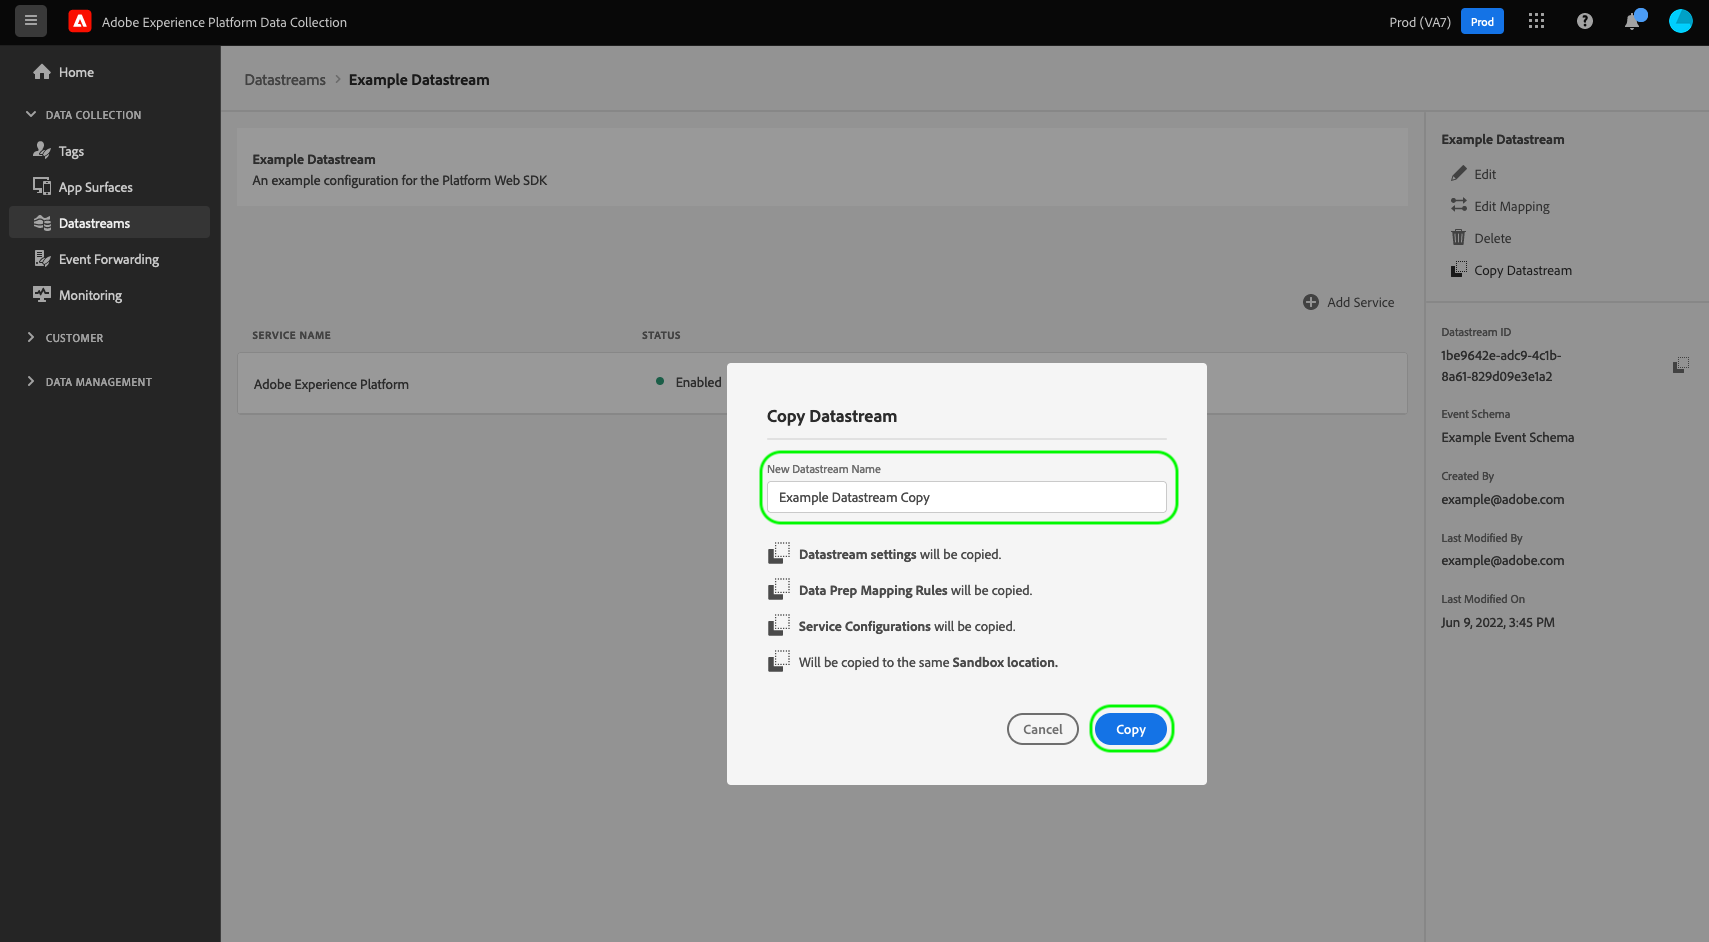 Adobe Experience Platform Data Collection
Prod (VA7)
Prod
Home
DATA COLLECTION
Tags
App Surfaces
Datastreams
Event Forwarding
Monitoring
CUSTOMER
DATA MANAGEMENT
Datastreams > Example Datastream
Example Datastream
An example configuration for the Platform Web SDK
Add Service
SERVICE NAME STATUS
Adobe Experience Platform Enabled
Copy Datastream
New Datastream Name
Example Datastream Copy
Datastream settings will be copied.
Data Prep Mapping Rules will be copied.
Service Configurations will be copied.
Will be copied to the same Sandbox location.
Cancel
Copy
Example Datastream
Edit
Edit Mapping
Delete
Copy Datastream
Datastream ID
1be9642e-adc9-4c1b-
8a61-829d09e3e1a2
Event Schema
Example Event Schema
Created By
example@adobe.com
Last Modified By
example@adobe.com
Last Modified On
Jun 9, 2022, 3:45 PM